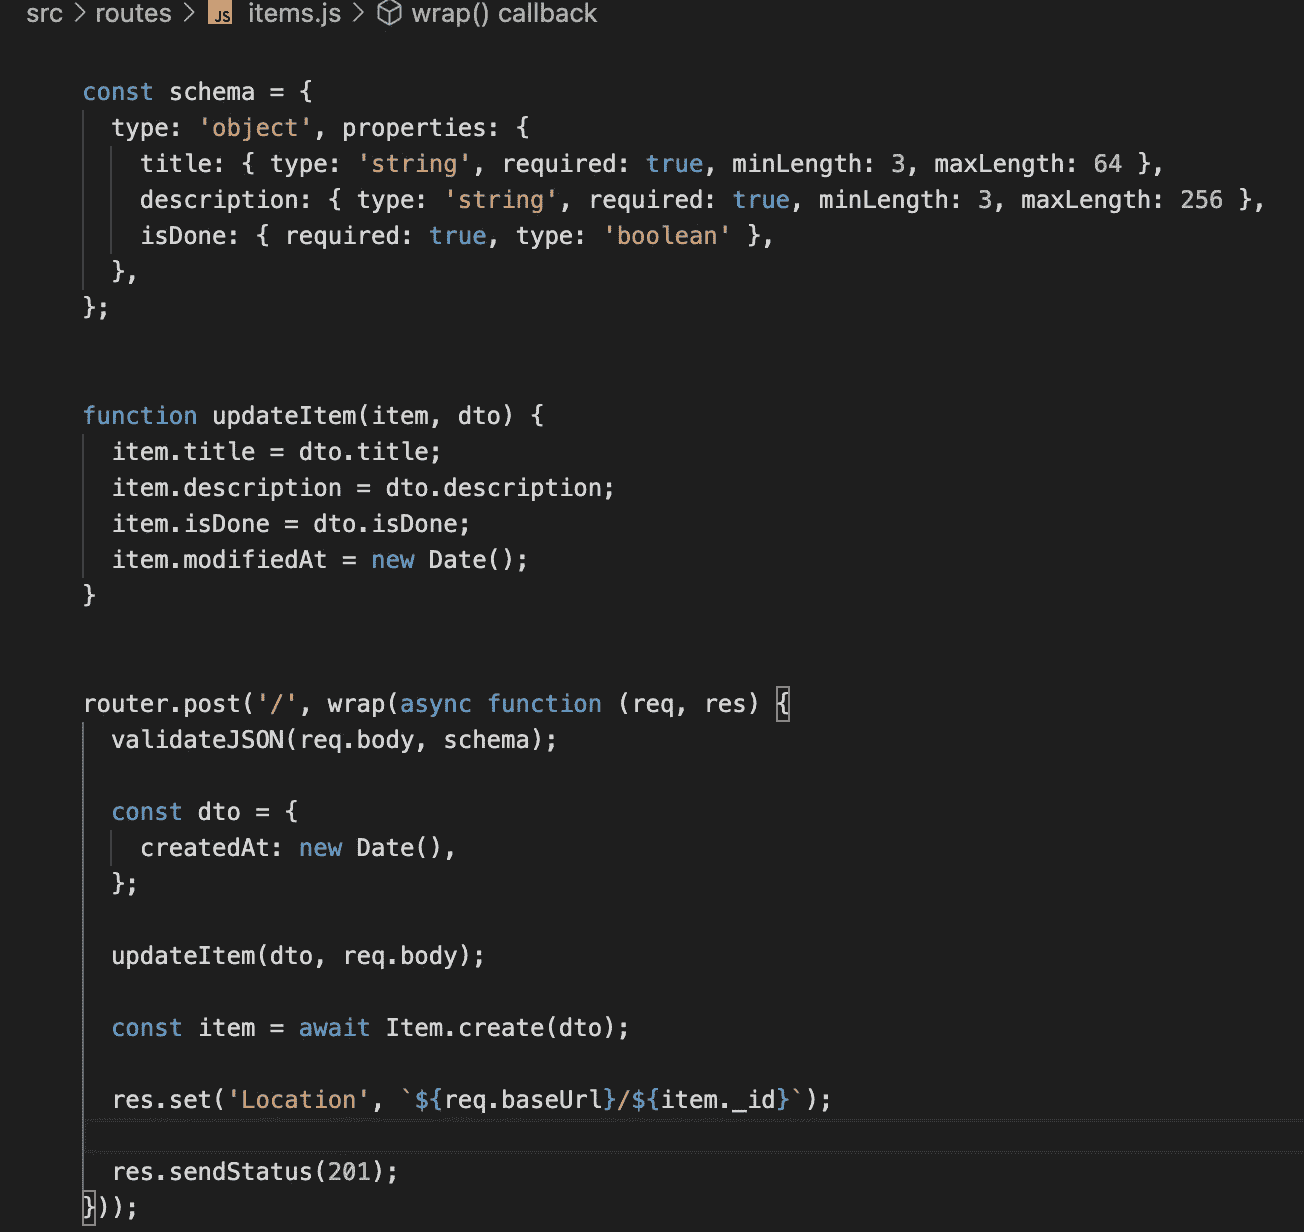 src > routes > JS items.js > wrap() callback
const schema = {
  type: 'object', properties: {
    title: { type: 'string', required: true, minLength: 3, maxLength: 64 },
    description: { type: 'string', required: true, minLength: 3, maxLength: 256 },
    isDone: { required: true, type: 'boolean' },
  },
};
function updateItem(item, dto) {
  item.title = dto.title;
  item.description = dto.description;
  item.isDone = dto.isDone;
  item.modifiedAt = new Date();
}
router.post('/', wrap(async function (req, res) {
  validateJSON(req.body, schema);
  const dto = {
    createdAt: new Date(),
  };
  updateItem(dto, req.body);
  const item = await Item.create(dto);
  res.set('Location', `${req.baseUrl}/${item._id}`);
  res.sendStatus(201);
}));